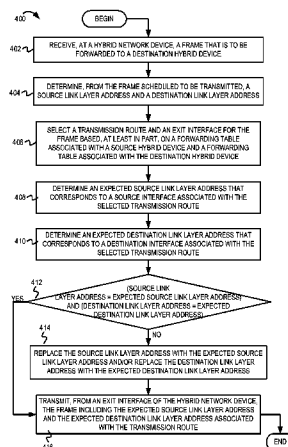 400
BEGIN
402
RECEIVE, AT A HYBRID NETWORK DEVICE, A FRAME THAT IS TO BE
FORWARDED TO A DESTINATION HYBRID DEVICE
404
DETERMINE, FROM THE FRAME SCHEDULED TO BE TRANSMITTED, A
SOURCE LINK LAYER ADDRESS AND A DESTINATION LINK LAYER ADDRESS
406
SELECT A TRANSMISSION ROUTE AND AN EXIT INTERFACE FOR THE
FRAME BASED, AT LEAST IN PART, ON A FORWARDING TABLE
ASSOCIATED WITH A SOURCE HYBRID DEVICE AND A FORWARDING
TABLE ASSOCIATED WITH THE DESTINATION HYBRID DEVICE
408
DETERMINE AN EXPECTED SOURCE LINK LAYER ADDRESS THAT
CORRESPONDS TO A SOURCE INTERFACE ASSOCIATED WITH THE
SELECTED TRANSMISSION ROUTE
410
DETERMINE AN EXPECTED DESTINATION LINK LAYER ADDRESS THAT
CORRESPONDS TO A DESTINATION INTERFACE ASSOCIATED WITH THE
SELECTED TRANSMISSION ROUTE
412
(SOURCE LINK
LAYER ADDRESS = EXPECTED SOURCE LINK LAYER ADDRESS)
AND (DESTINATION LINK LAYER ADDRESS = EXPECTED
DESTINATION LINK LAYER ADDRESS)
YES
NO
414
REPLACE THE SOURCE LINK LAYER ADDRESS WITH THE EXPECTED SOURCE
LINK LAYER ADDRESS AND/OR REPLACE THE DESTINATION LINK LAYER
ADDRESS WITH THE EXPECTED DESTINATION LINK LAYER ADDRESS
TRANSMIT, FROM AN EXIT INTERFACE OF THE HYBRID NETWORK DEVICE,
THE FRAME INCLUDING THE EXPECTED SOURCE LINK LAYER ADDRESS
AND THE EXPECTED DESTINATION LINK LAYER ADDRESS ASSOCIATED
WITH THE TRANSMISSION ROUTE
416
END